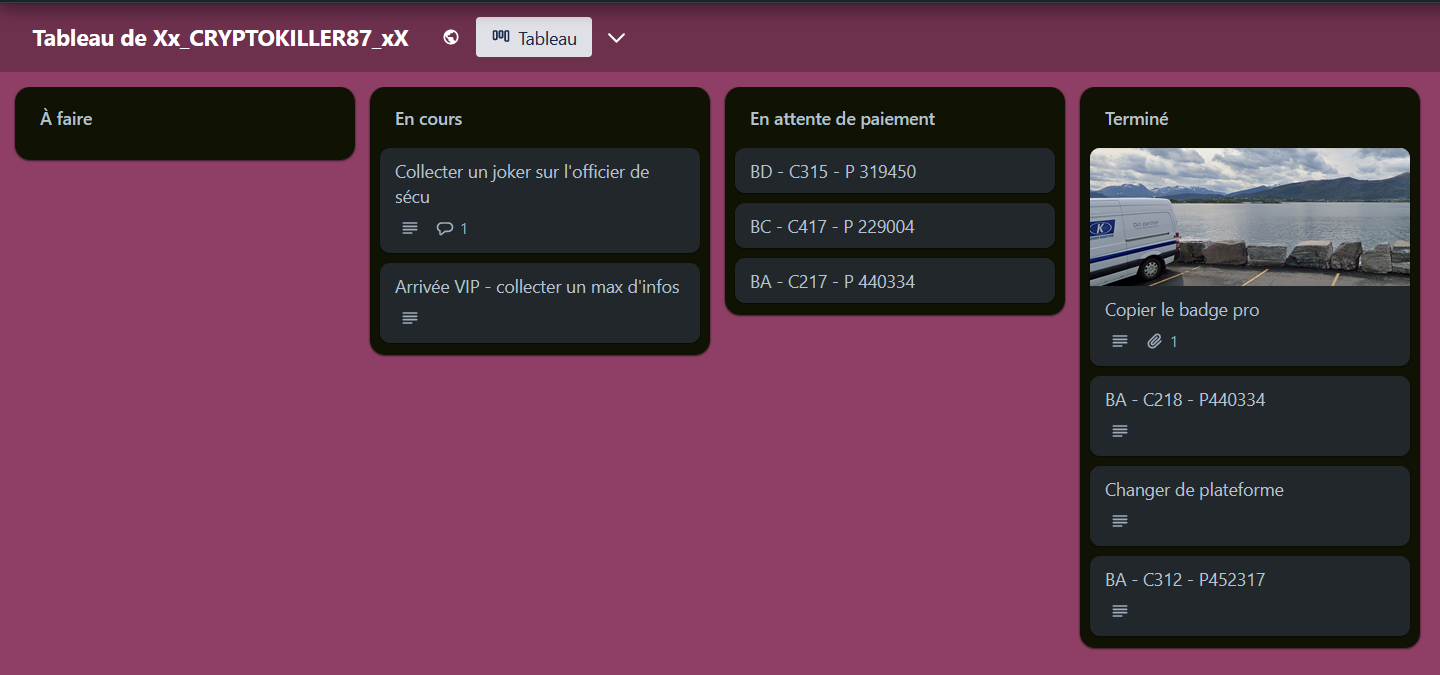 Tableau de Xx_CRYPTOKILLER87_xX
Tableau
À faire
En cours
Collecter un joker sur l'officier de
sécu
1
Arrivée VIP - collecter un max d'infos
En attente de paiement
BD - C315 - P 319450
BC - C417 - P 229004
BA - C217 - P 440334
Terminé
K
Copier le badge pro
1
BA - C218 - P440334
Changer de plateforme
BA - C312 - P452317